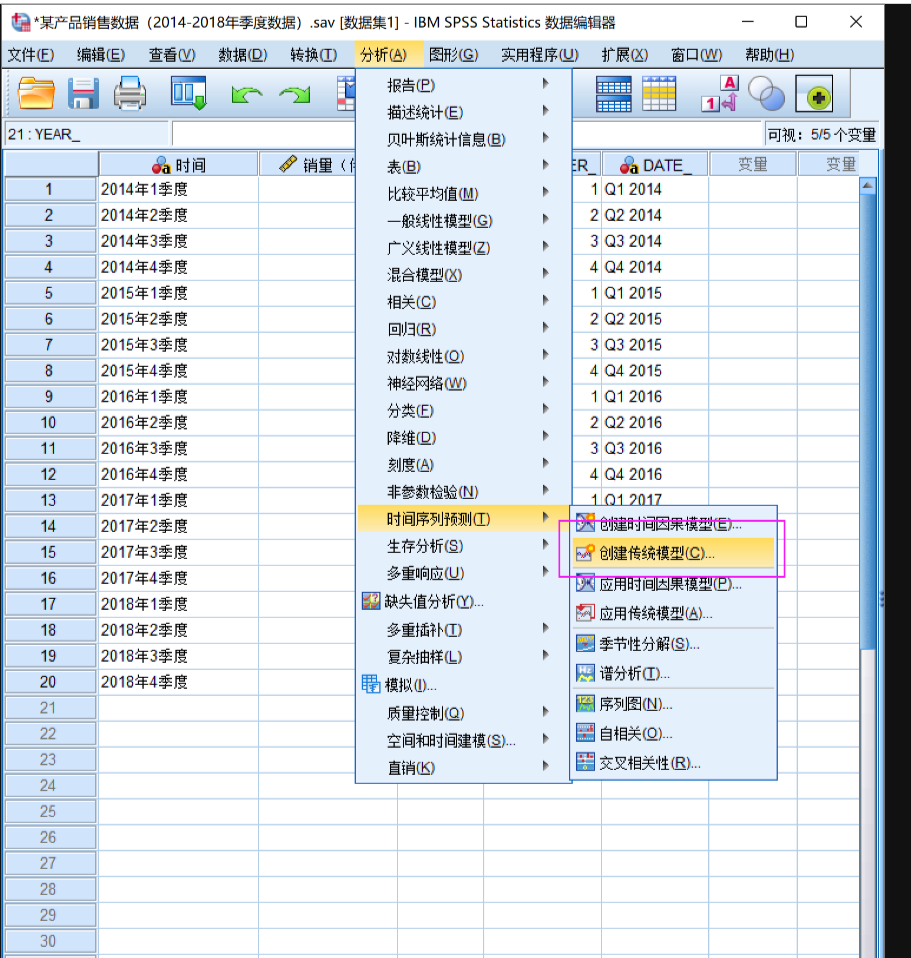 *某产品销售数据（2014-2018年季度数据）.sav [数据集1] - IBM SPSS Statistics 数据编辑器
文件(F) 编辑(E) 查看(V) 数据(D) 转换(T) 分析(A) 图形(G) 实用程序(U) 扩展(X) 窗口(W) 帮助(H)
21 : YEAR_ 可视: 5/5 个变量
时间 销量 ER_ DATE_ 变量 变量
1 2014年1季度 1 Q1 2014
2 2014年2季度 2 Q2 2014
3 2014年3季度 3 Q3 2014
4 2014年4季度 4 Q4 2014
5 2015年1季度 1 Q1 2015
6 2015年2季度 2 Q2 2015
7 2015年3季度 3 Q3 2015
8 2015年4季度 4 Q4 2015
9 2016年1季度 1 Q1 2016
10 2016年2季度 2 Q2 2016
11 2016年3季度 3 Q3 2016
12 2016年4季度 4 Q4 2016
13 2017年1季度 1 Q1 2017
14 2017年2季度
15 2017年3季度
16 2017年4季度
17 2018年1季度
18 2018年2季度
19 2018年3季度
20 2018年4季度
21
22
23
24
25
26
27
28
29
30
报告(P)
描述统计(E)
贝叶斯统计信息(B)
表(B)
比较平均值(M)
一般线性模型(G)
广义线性模型(Z)
混合模型(X)
相关(C)
回归(R)
对数线性(O)
神经网络(W)
分类(F)
降维(D)
刻度(A)
非参数检验(N)
时间序列预测(T)
生存分析(S)
多重响应(U)
缺失值分析(Y)...
多重插补(T)
复杂抽样(L)
模拟(I)...
质量控制(Q)
空间和时间建模(S)...
直销(K)
创建时间因果模型(E)...
创建传统模型(C)...
应用时间因果模型(P)...
应用传统模型(A)...
季节性分解(S)...
谱分析(T)...
序列图(N)...
自相关(O)...
交叉相关性(R)...